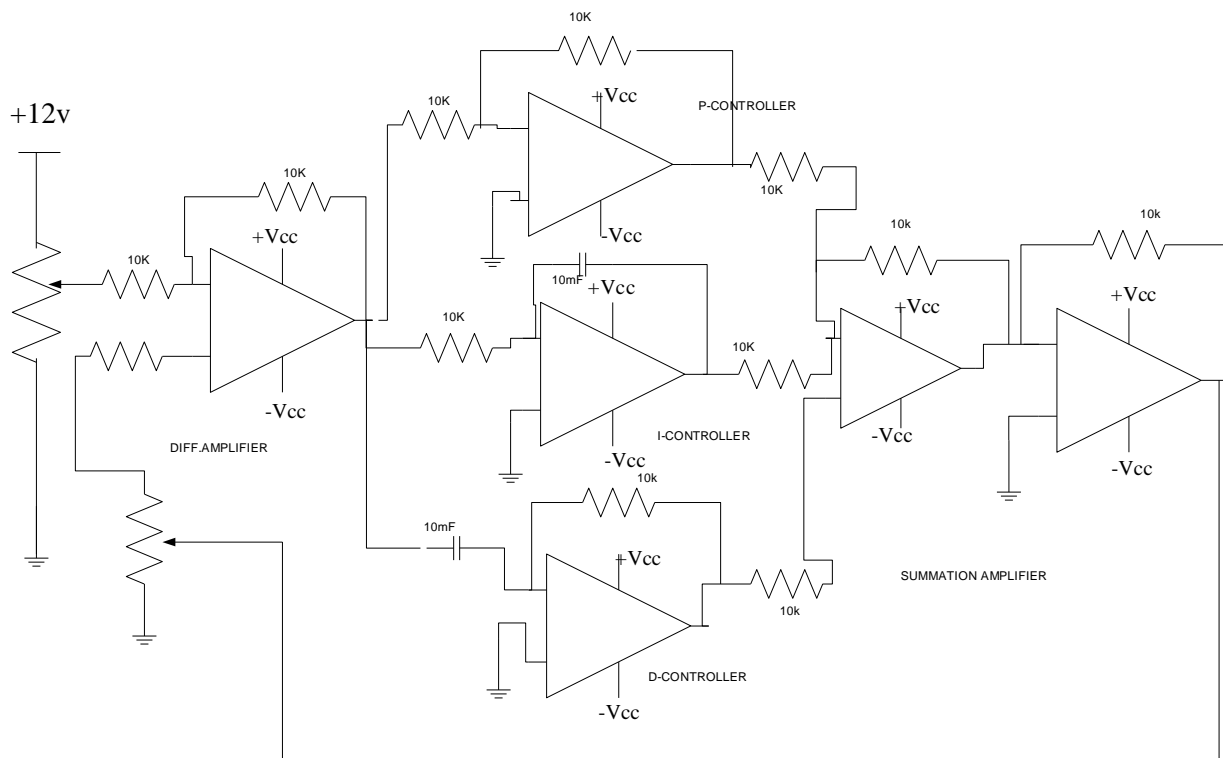 10K
+Vcc
10K
P-CONTROLLER
+12v
-Vcc
10K
10K
+Vcc
10K
10k
10k
10mF
+Vcc
+Vcc
+Vcc
10K
10K
-Vcc
DIFF.AMPLIFIER
I-CONTROLLER
-Vcc
-Vcc
-Vcc
10k
10mF
+Vcc
SUMMATION AMPLIFIER
10k
D-CONTROLLER
-Vcc